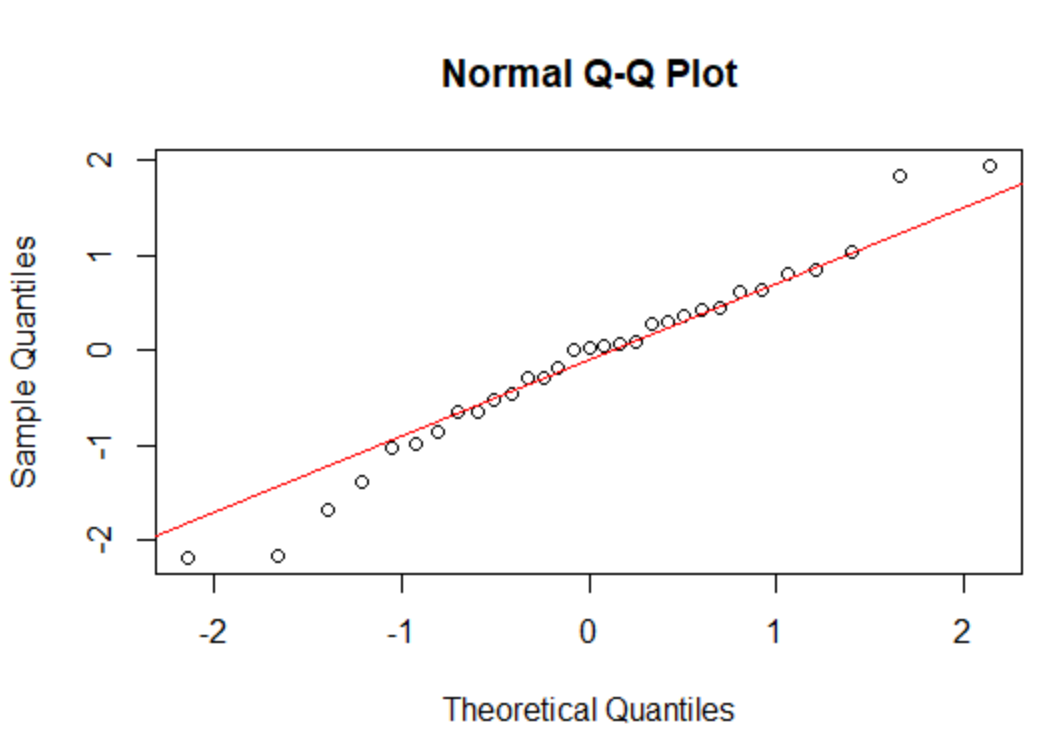 Normal Q-Q Plot
2
1
0
-1
-2
Sample Quantiles
-2 -1 0 1 2
Theoretical Quantiles